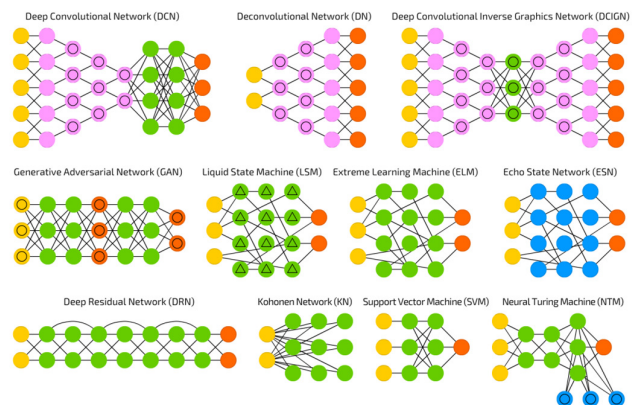 Deep Convolutional Network (DCN)
Deconvolutional Network (DN)
Deep Convolutional Inverse Graphics Network (DCIGN)
Generative Adversarial Network (GAN)
Liquid State Machine (LSM)
Extreme Learning Machine (ELM)
Echo State Network (ESN)
Deep Residual Network (DRN)
Kohonen Network (KN)
Support Vector Machine (SVM)
Neural Turing Machine (NTM)